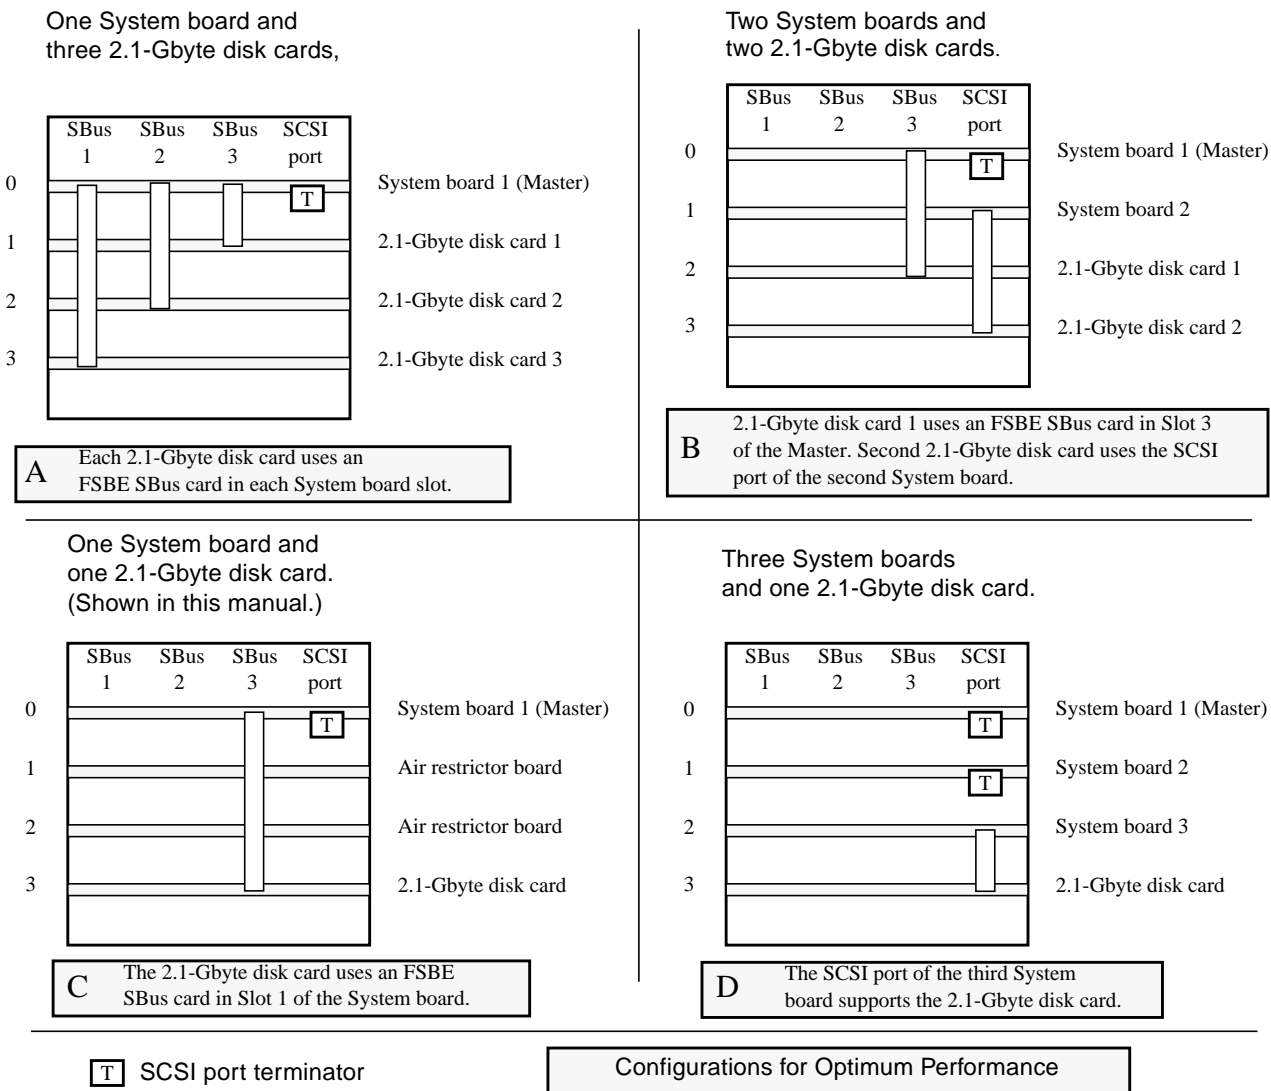 One System board and
three 2.1-Gbyte disk cards,
SBus SBus SBus SCSI
1 2 3 port
0 T System board 1 (Master)
1 2.1-Gbyte disk card 1
2 2.1-Gbyte disk card 2
3 2.1-Gbyte disk card 3
A Each 2.1-Gbyte disk card uses an
FSBE SBus card in each System board slot.
Two System boards and
two 2.1-Gbyte disk cards.
SBus SBus SBus SCSI
1 2 3 port
0 T System board 1 (Master)
1 System board 2
2 2.1-Gbyte disk card 1
3 2.1-Gbyte disk card 2
B 2.1-Gbyte disk card 1 uses an FSBE SBus card in Slot 3
of the Master. Second 2.1-Gbyte disk card uses the SCSI
port of the second System board.
One System board and
one 2.1-Gbyte disk card.
(Shown in this manual.)
SBus SBus SBus SCSI
1 2 3 port
0 T System board 1 (Master)
1 Air restrictor board
2 Air restrictor board
3 2.1-Gbyte disk card
C The 2.1-Gbyte disk card uses an FSBE
SBus card in Slot 1 of the System board.
Three System boards
and one 2.1-Gbyte disk card.
SBus SBus SBus SCSI
1 2 3 port
0 T System board 1 (Master)
1 T System board 2
2 System board 3
3 2.1-Gbyte disk card
D The SCSI port of the third System
board supports the 2.1-Gbyte disk card.
T SCSI port terminator
Configurations for Optimum Performance